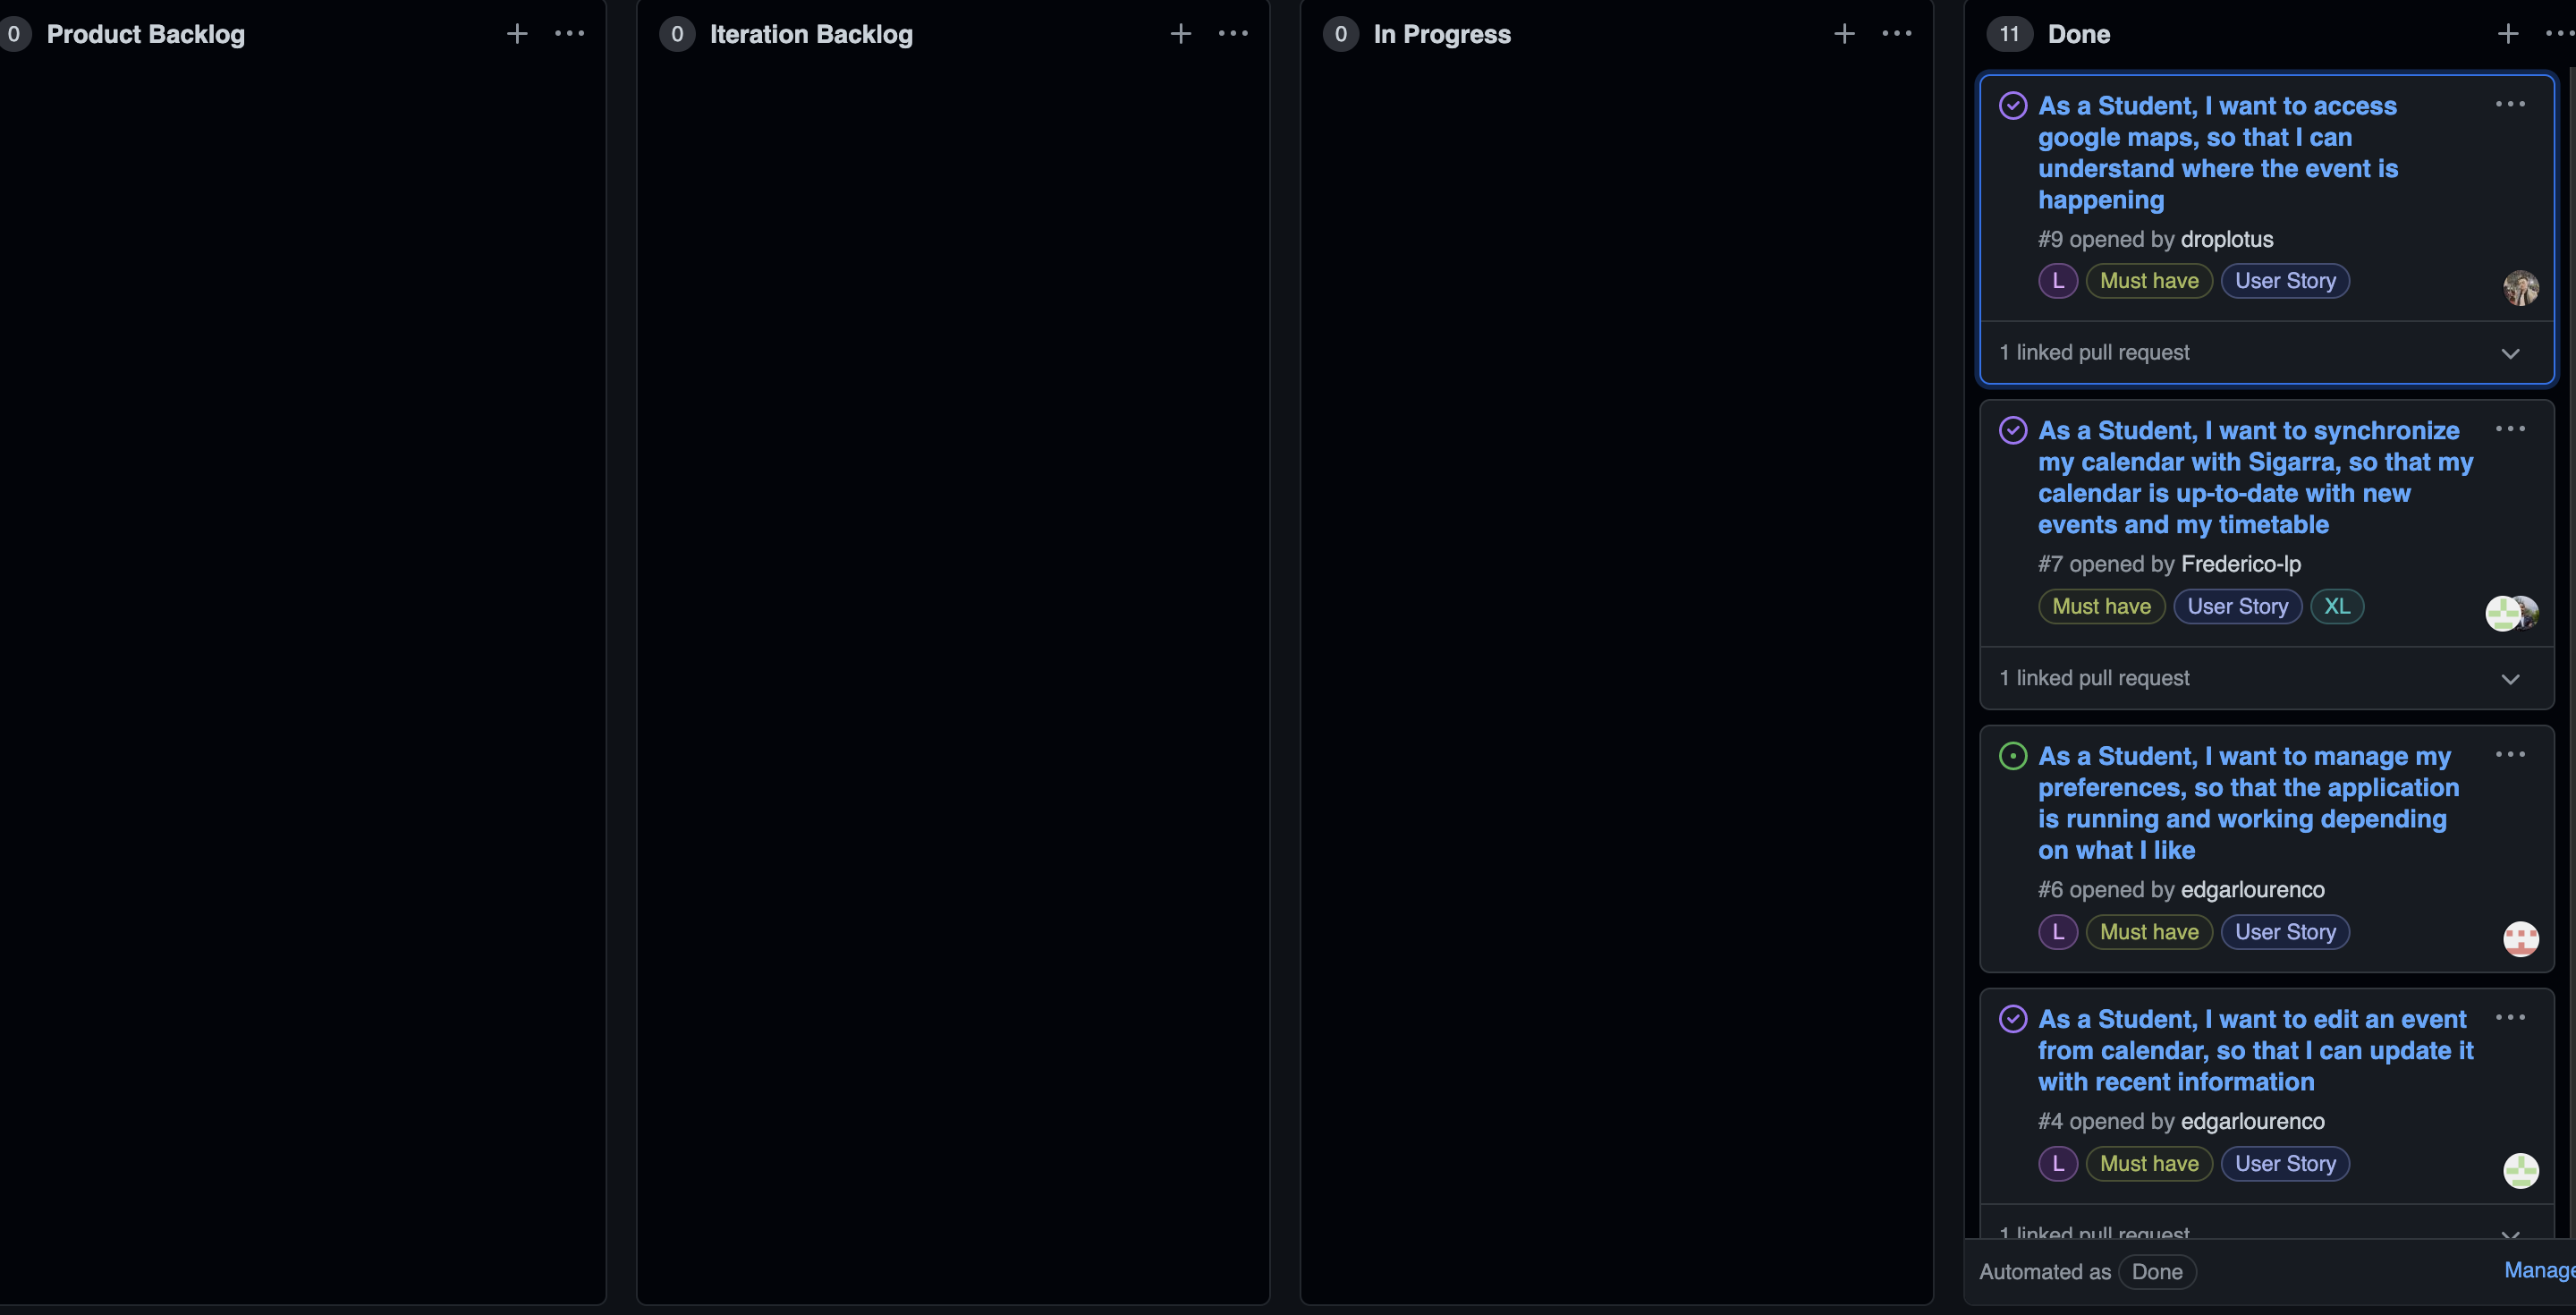 0 Product Backlog
0 Iteration Backlog
0 In Progress
11 Done
As a Student, I want to access
google maps, so that I can
understand where the event is
happening
#9 opened by droplotus
L Must have User Story
1 linked pull request
As a Student, I want to synchronize
my calendar with Sigarra, so that my
calendar is up-to-date with new
events and my timetable
#7 opened by Frederico-lp
Must have User Story XL
1 linked pull request
As a Student, I want to manage my
preferences, so that the application
is running and working depending
on what I like
#6 opened by edgarlourenco
L Must have User Story
As a Student, I want to edit an event
from calendar, so that I can update it
with recent information
#4 opened by edgarlourenco
L Must have User Story
1 linked pull request
Automated as Done Manage